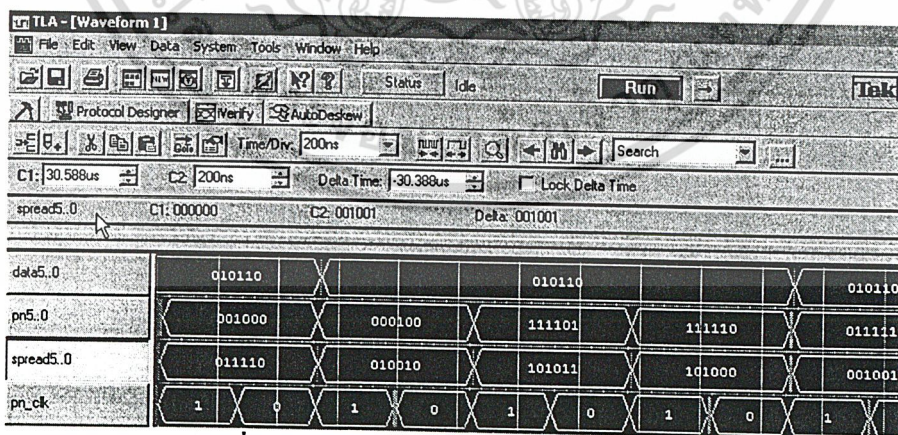 TLA - [Waveform 1]
File Edit View Data System Tools Window Help
Status Idle Run Tek
Protocol Designer iVerify AutoDeskew
Time/Div: 200ns Search ...
C1: 30.588us C2: 200ns Delta Time: -30.388us Lock Delta Time
spread5..0 C1: 000000 C2: 001001 Delta: 001001
data5..0 010110 010110 010110
pn5..0 001000 000100 111101 111110 011111
spread5..0 011110 010010 101011 101000 001001
pn_clk 1 0 1 0 1 0 1 0 1